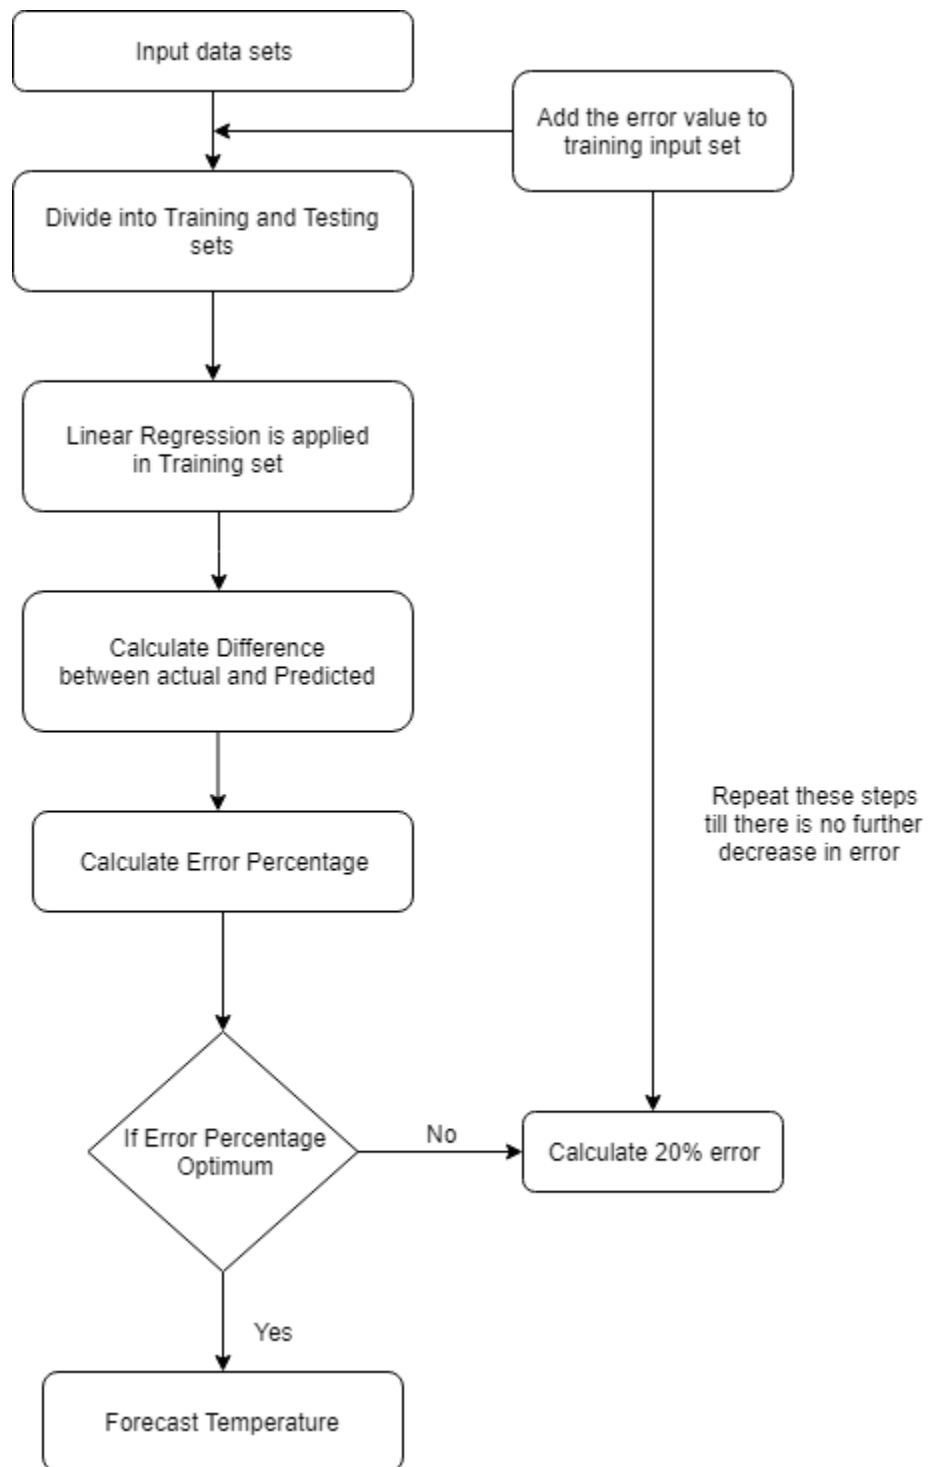 Input data sets
Add the error value to
training input set
Divide into Training and Testing
sets
Linear Regression is applied
in Training set
Calculate Difference
between actual and Predicted
Repeat these steps
till there is no further
decrease in error
Calculate Error Percentage
If Error Percentage
Optimum
No
Calculate 20% error
Yes
Forecast Temperature